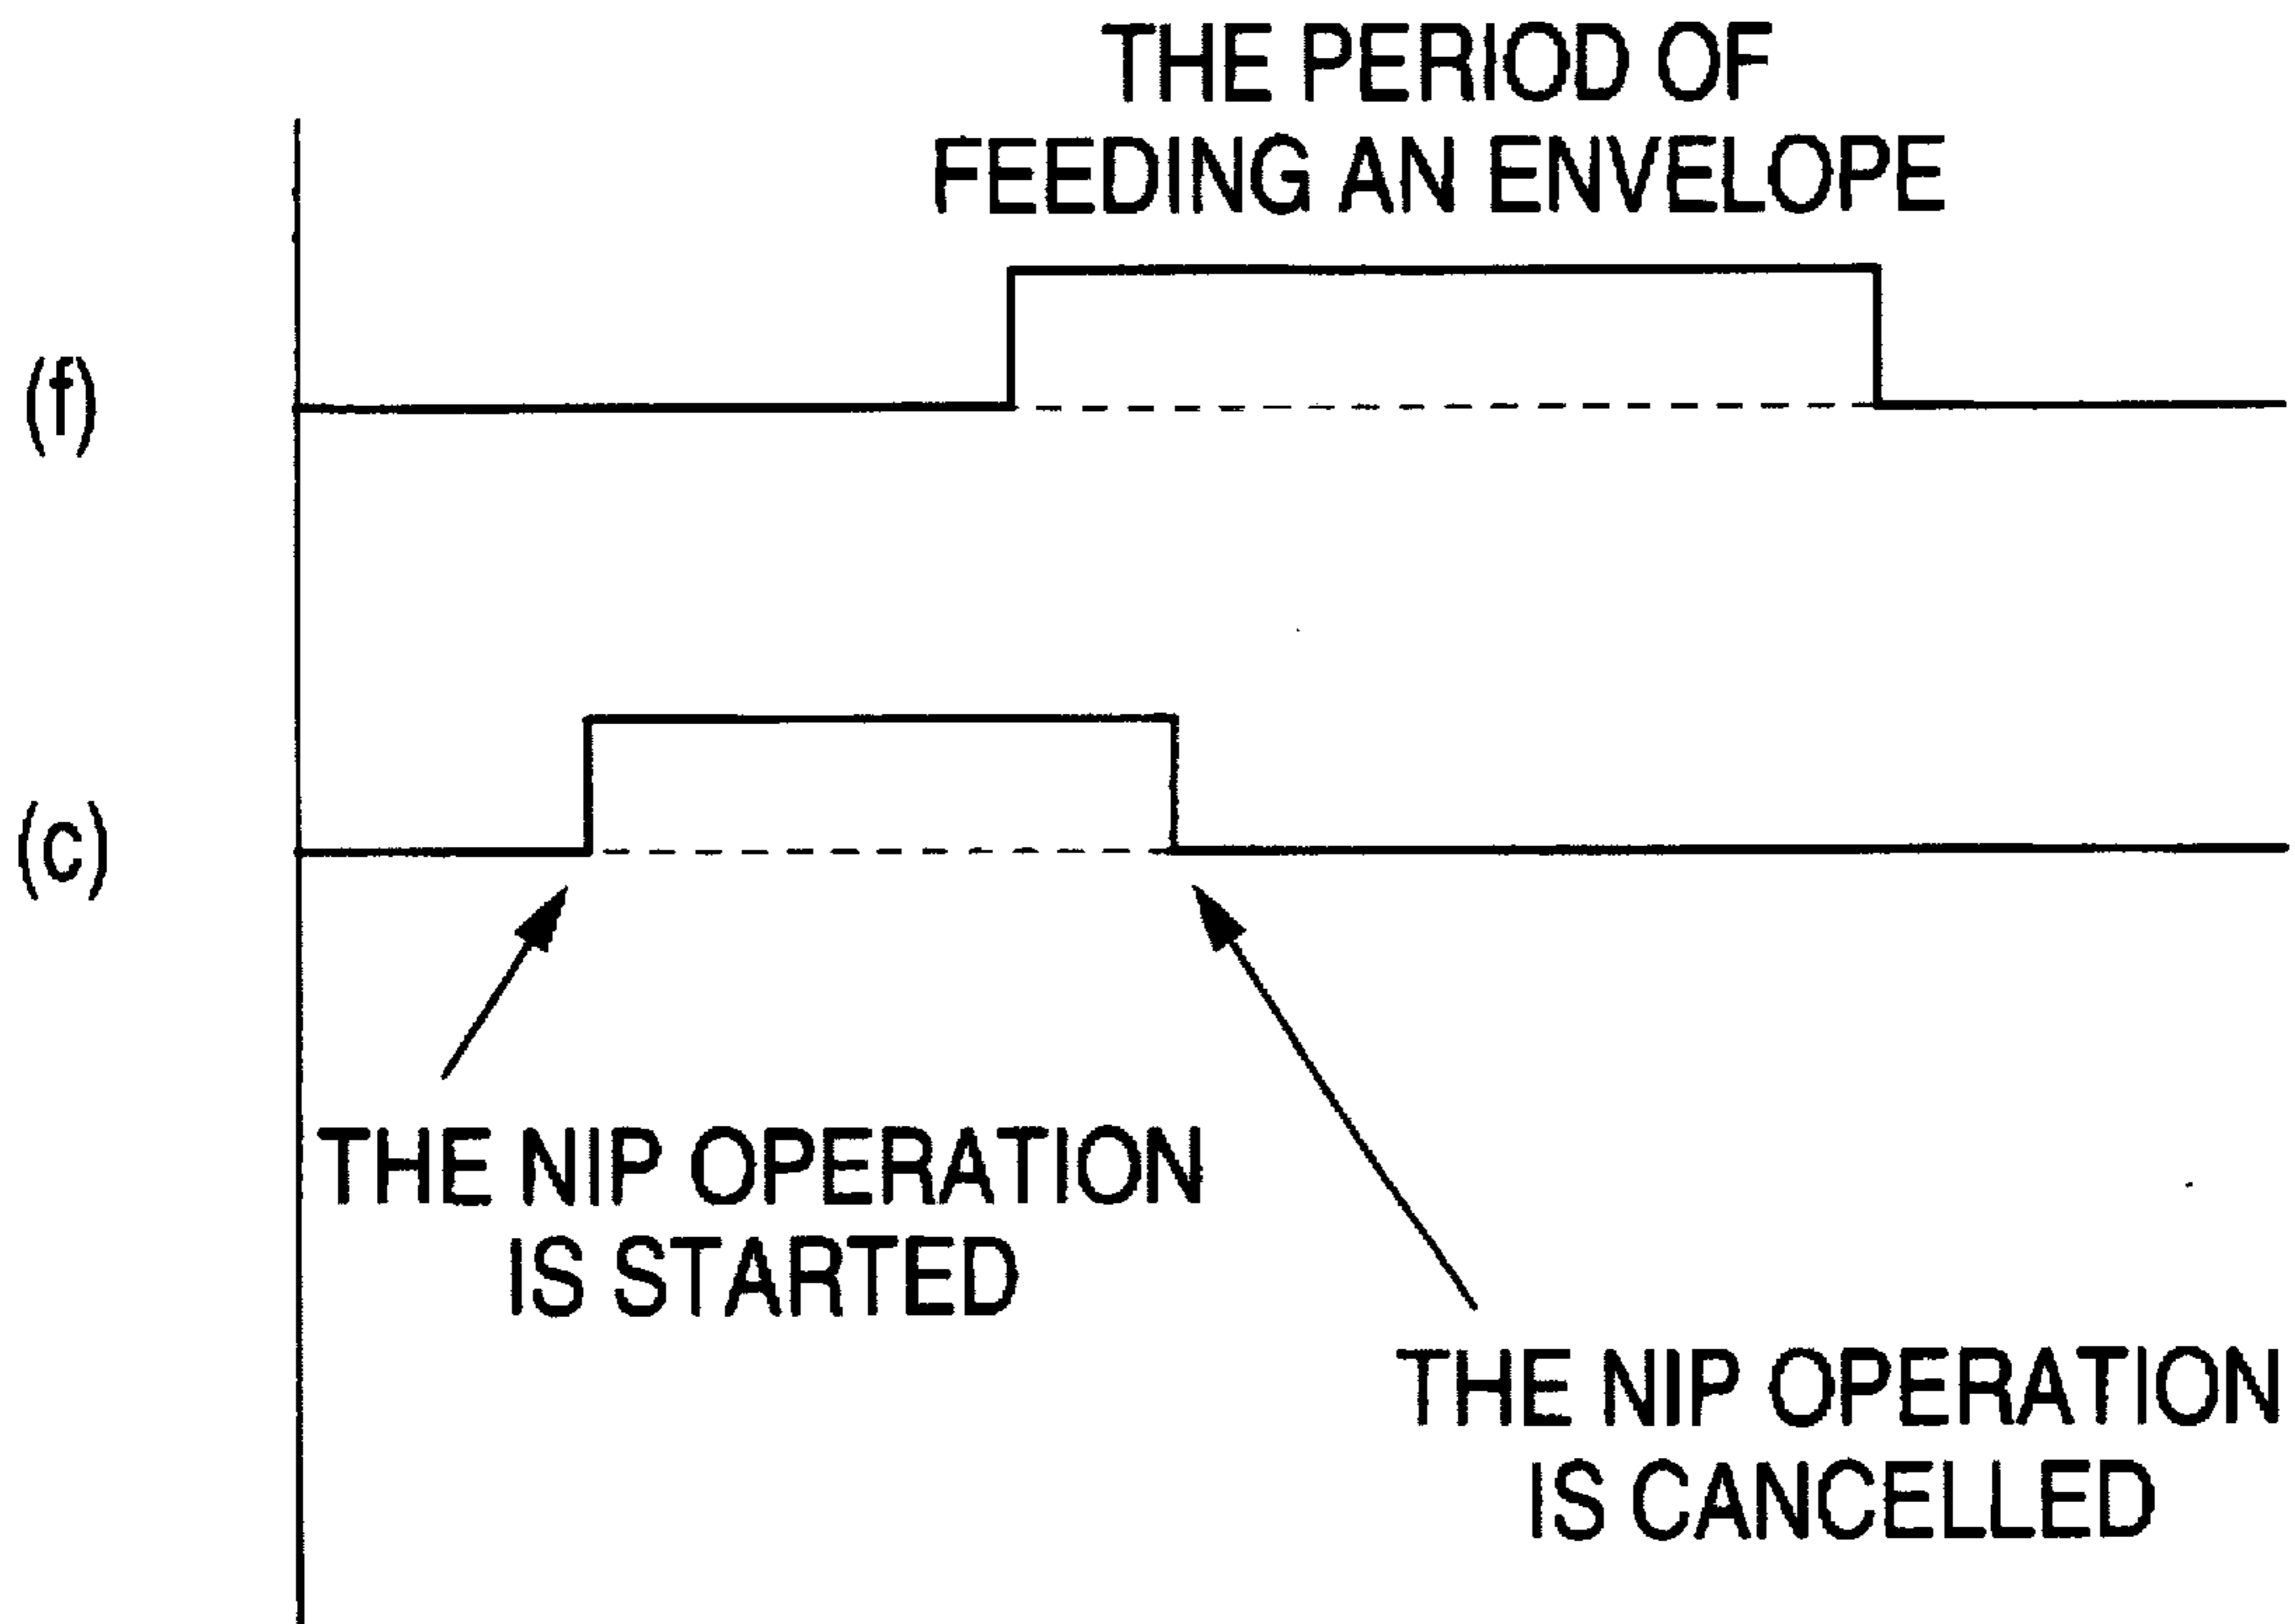 THE PERIOD OF
FEEDING AN ENVELOPE
(f)
(c)
THE NIP OPERATION
IS STARTED
THE NIP OPERATION
IS CANCELLED